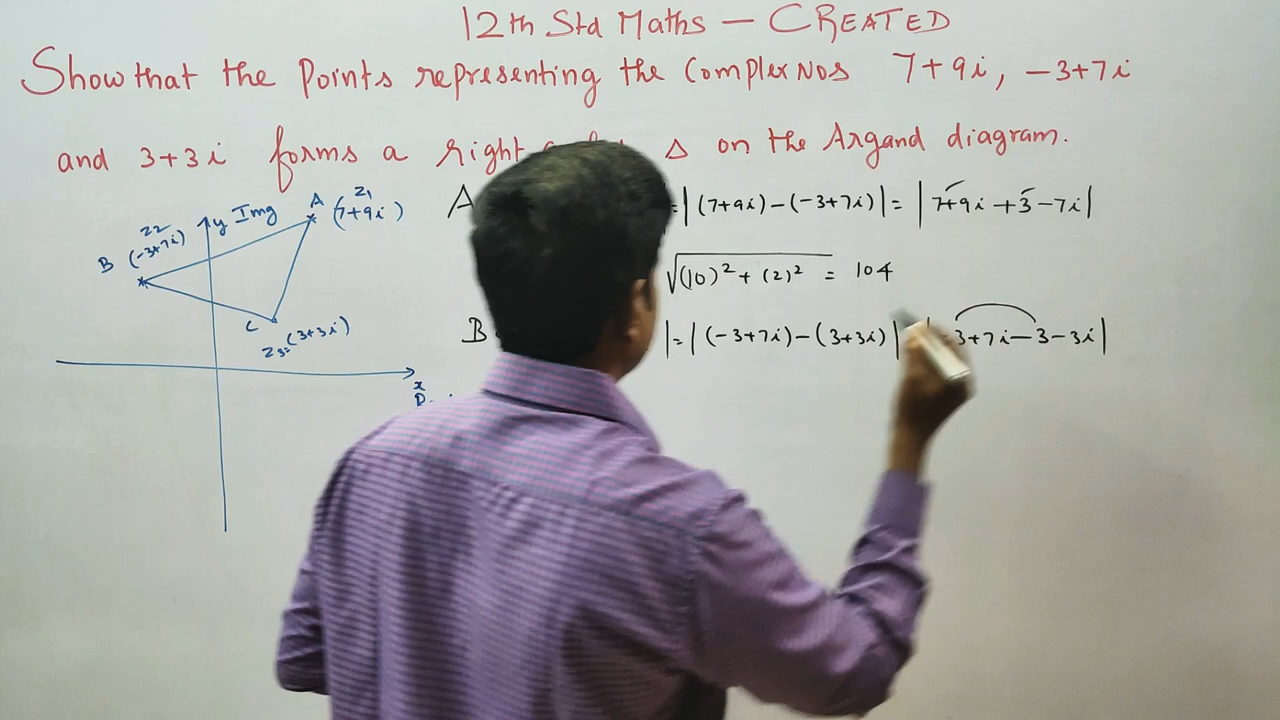 12th Std Maths — CREATED
Show that the Points representing the Complex Nos 7+9i, -3+7i
and 3+3i forms a right Δ on the Argand diagram.
y Img
A
z1
(7+9i)
z2
(-3+7i)
B
C
z3=(3+3i)
x
A =|(7+9i)-(-3+7i)|=|7+9i+3-7i|
√(10)²+(2)² = 104
B |=|(-3+7i)-(3+3i)| 3+7i-3-3i|